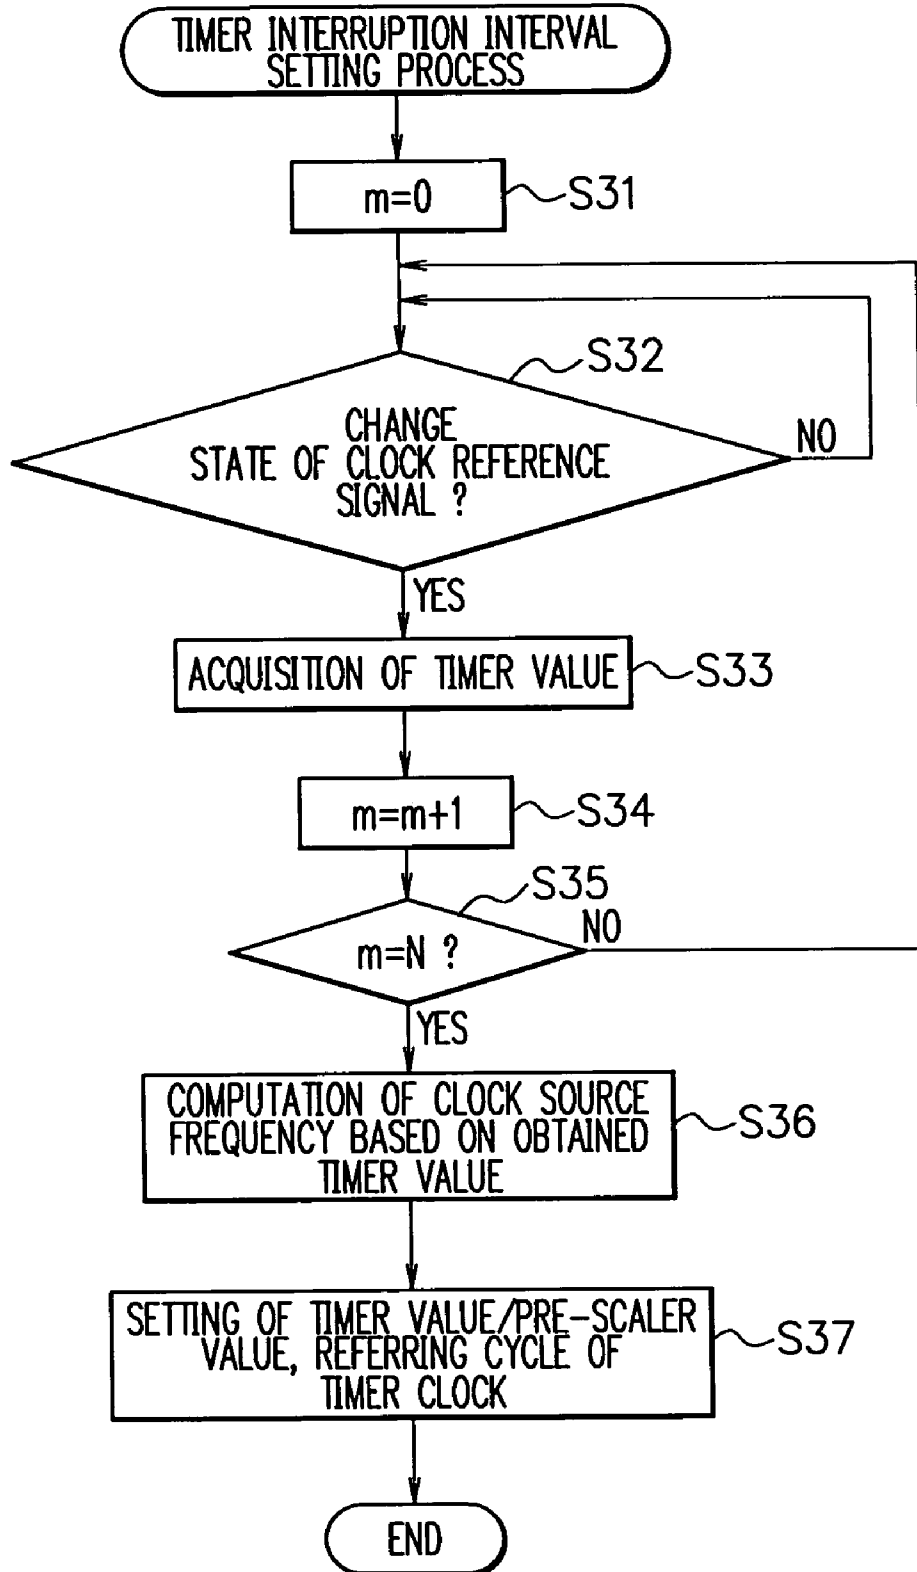 TIMER INTERRUPTION INTERVAL
SETTING PROCESS
m=0
S31
S32
CHANGE
STATE OF CLOCK REFERENCE
SIGNAL ?
NO
YES
ACQUISITION OF TIMER VALUE
S33
m=m+1
S34
S35
m=N ?
NO
YES
COMPUTATION OF CLOCK SOURCE
FREQUENCY BASED ON OBTAINED
TIMER VALUE
S36
SETTING OF TIMER VALUE/PRE-SCALER
VALUE, REFERRING CYCLE OF
TIMER CLOCK
S37
END